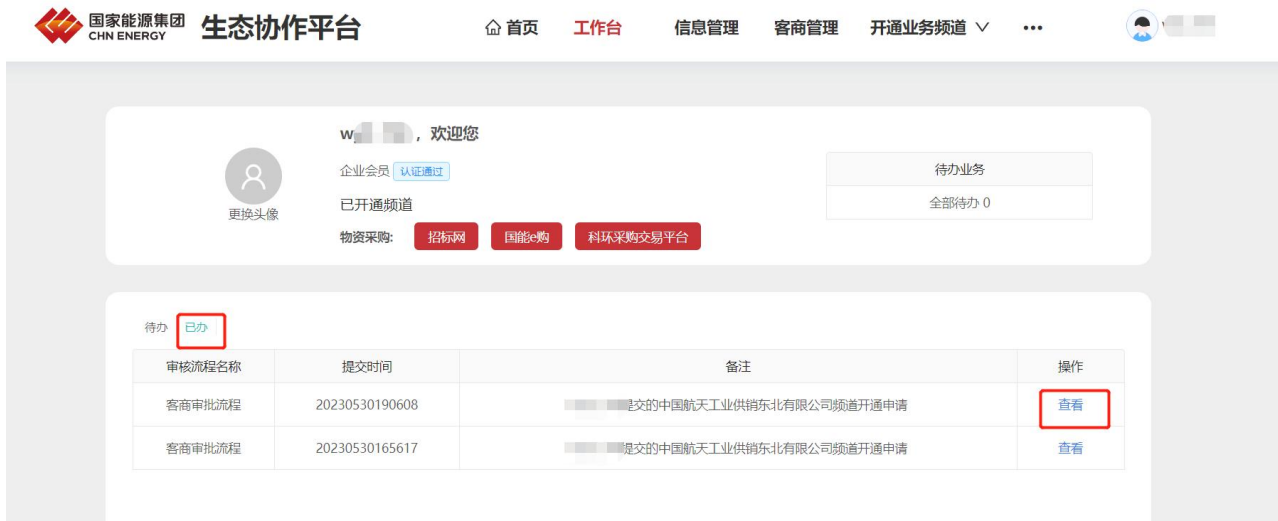 国家能源集团
CHN ENERGY
生态协作平台
首页 工作台 信息管理 客商管理 开通业务频道 •••
，欢迎您
企业会员 认证通过
更换头像
已开通频道
物资采购: 招标网 国能e购 科环采购交易平台
待办业务
全部待办 0
待办 已办
审核流程名称 提交时间 备注 操作
客商审批流程 20230530190608 提交的中国航天工业供销东北有限公司频道开通申请 查看
客商审批流程 20230530165617 提交的中国航天工业供销东北有限公司频道开通申请 查看